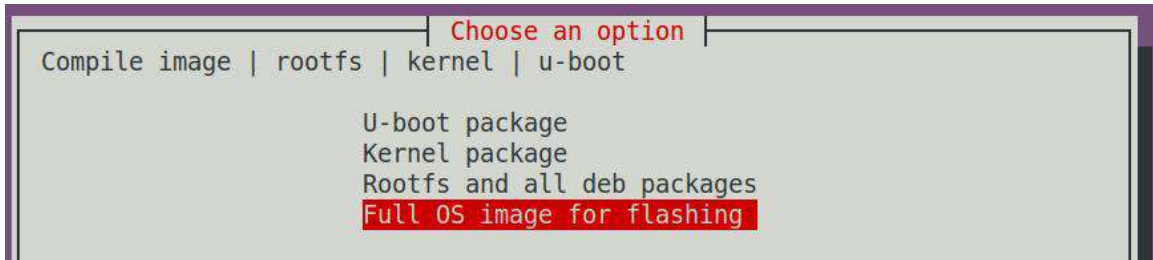 Choose an option
Compile image | rootfs | kernel | u-boot
U-boot package
Kernel package
Rootfs and all deb packages
Full OS image for flashing